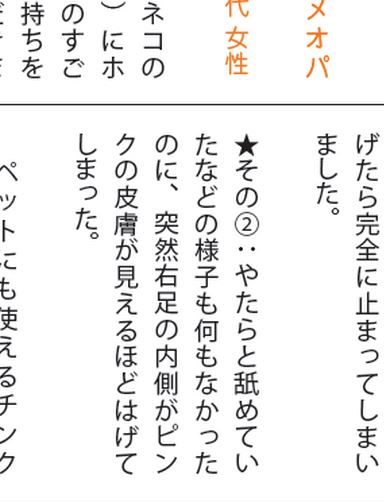 メオパ
代女性
ネコの
）にホ
のすご
持ちを
げたら完全に止まってしまい
ました。
★その②：やたらと舐めてい
たなどの様子も何もなかった
のに、突然右足の内側がピン
クの皮膚が見えるほどはげて
しまった。
ペットにも使えるチンク